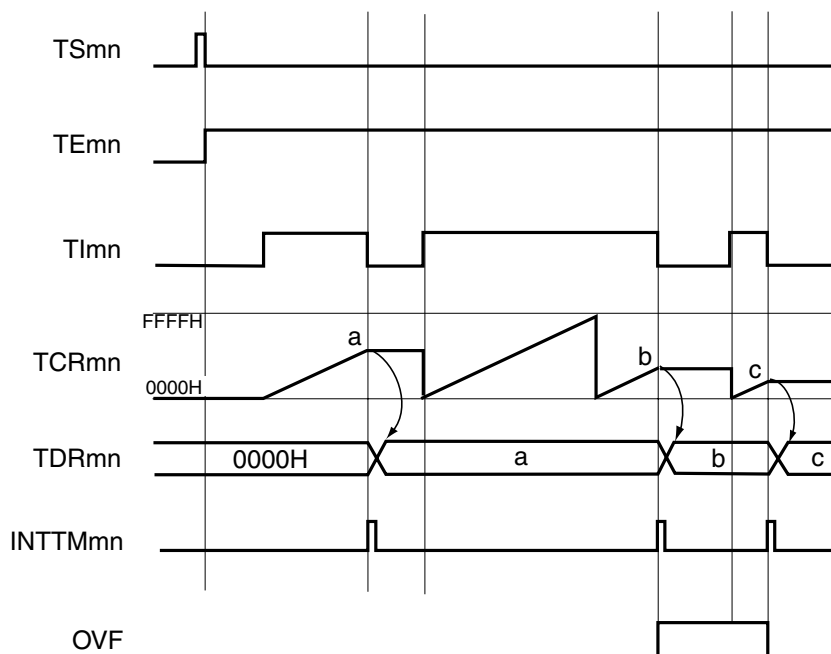 TSmn
TEmn
TImn
FFFFH
a
b
c
TCRmn
0000H
TDRmn
0000H
a
b
c
INTTMmn
OVF